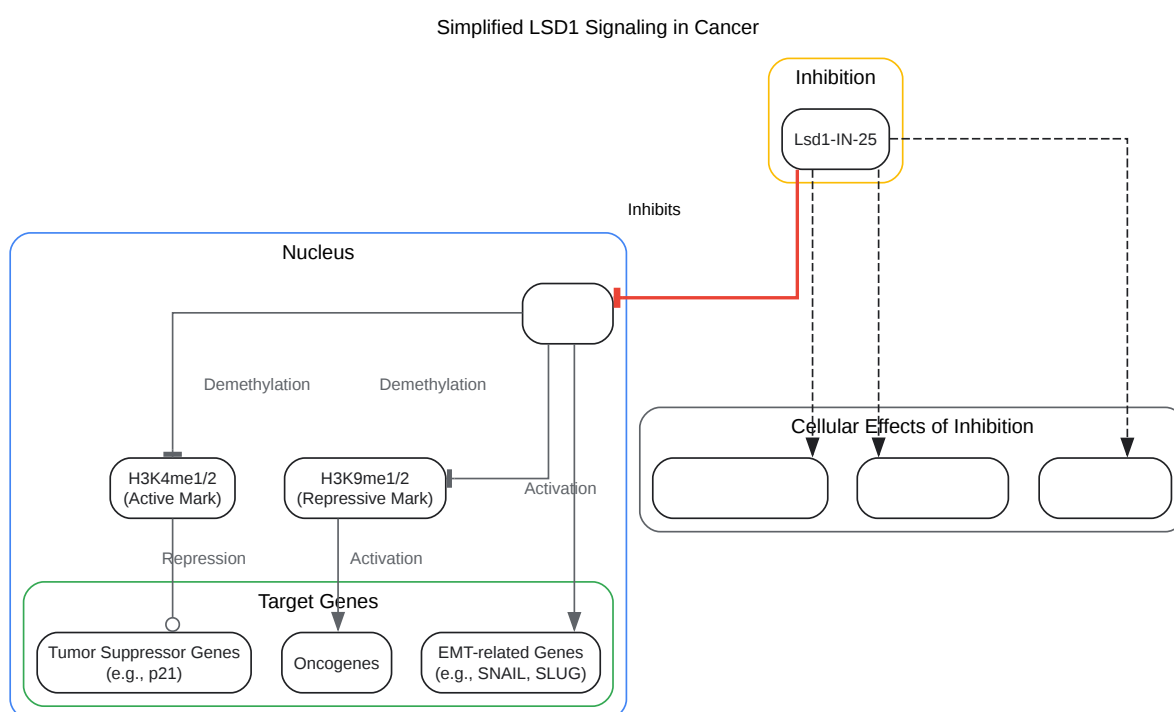 Simplified LSD1 Signaling in Cancer
Inhibition
Lsd1-IN-25
Inhibits
Nucleus
Demethylation
Demethylation
Cellular Effects of Inhibition
H3K4me1/2
(Active Mark)
H3K9me1/2
(Repressive Mark)
Activation
Repression
Activation
Target Genes
Tumor Suppressor Genes
(e.g., p21)
Oncogenes
EMT-related Genes
(e.g., SNAIL, SLUG)